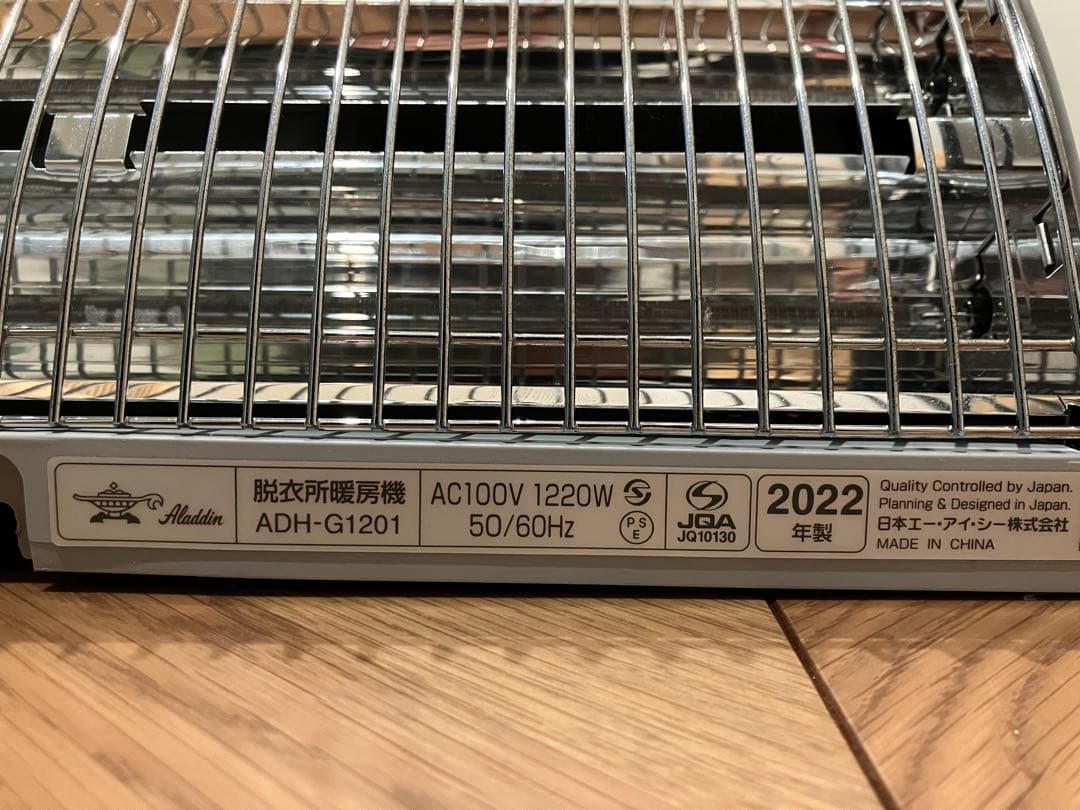 Aladdin
脱衣所暖房機
ADH-G1201
AC100V 1220W
50/60Hz
S
PS
E
JQA
JQ10130
2022
年製
Quality Controlled by Japan.
Planning & Designed in Japan.
日本エー・アイ・シー株式会社
MADE IN CHINA